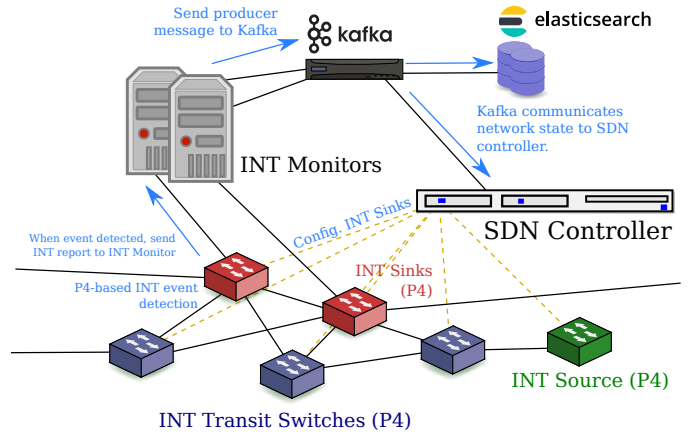 Send producer
message to Kafka
kafka
elasticsearch
Kafka communicates
network state to SDN
controller.
INT Monitors
SDN Controller
Config. INT Sinks
When event detected, send
INT report to INT Monitor
INT Sinks
(P4)
P4-based INT event
detection
INT Source (P4)
INT Transit Switches (P4)